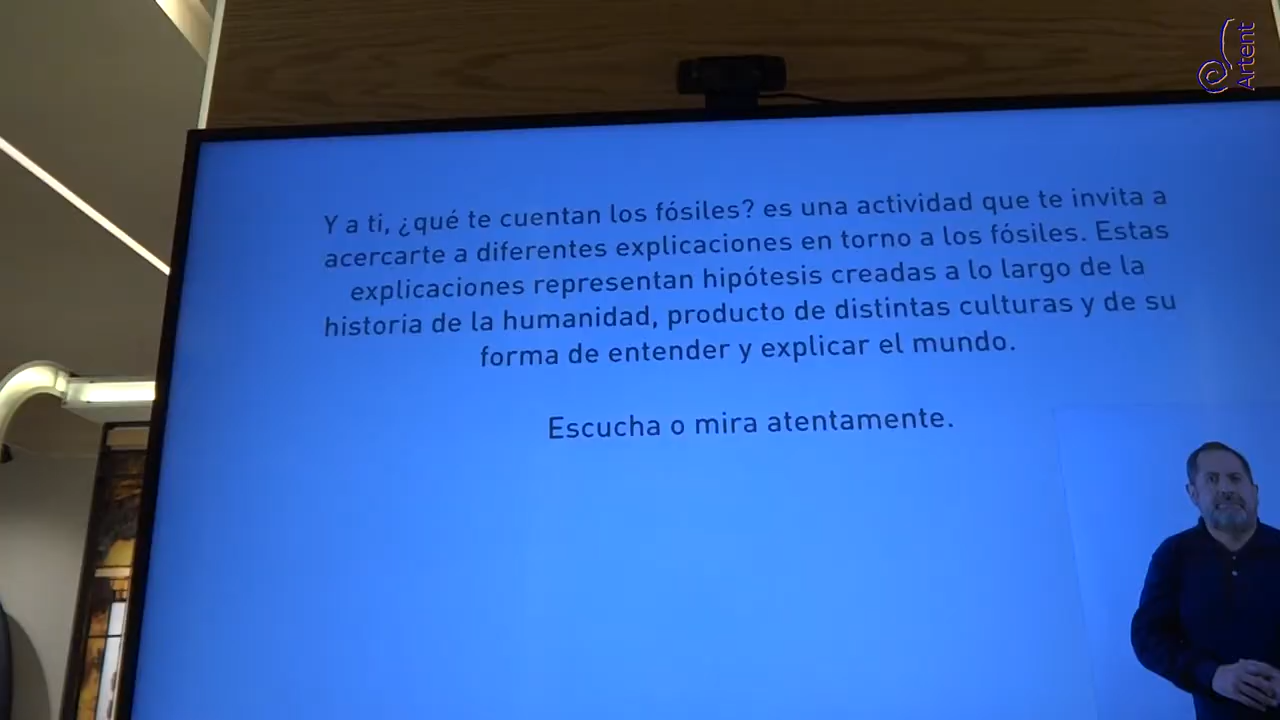 Artent
Y a ti, ¿qué te cuentan los fósiles? es una actividad que te invita a
acercarte a diferentes explicaciones en torno a los fósiles. Estas
explicaciones representan hipótesis creadas a lo largo de la
historia de la humanidad, producto de distintas culturas y de su
forma de entender y explicar el mundo.
Escucha o mira atentamente.